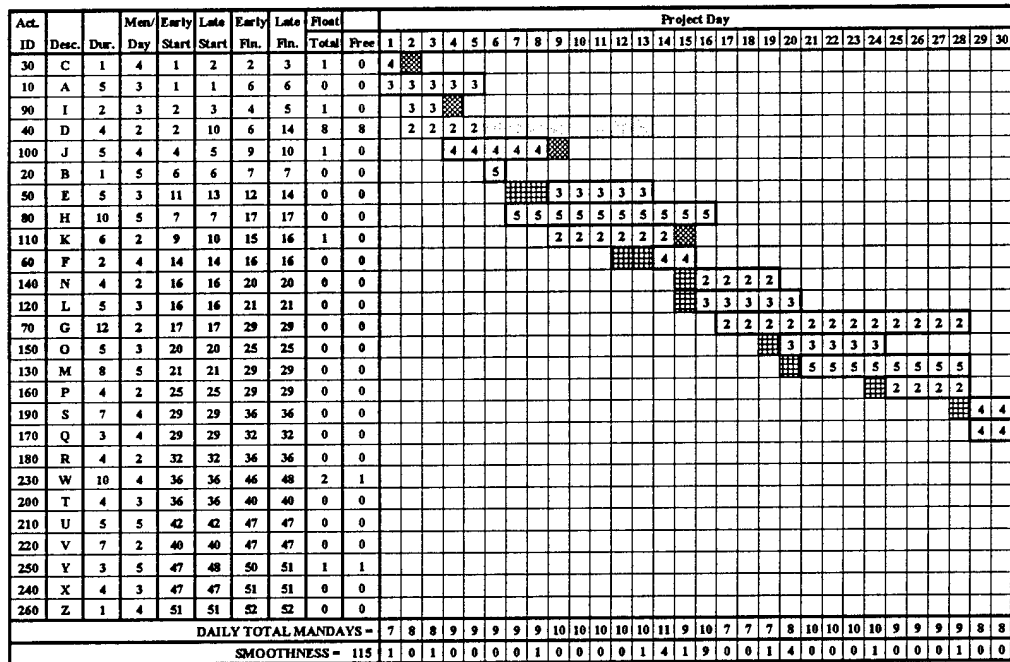 Act. Men/ Early Late Early Late Float Project Day
ID Desc. Dur. Day Start Start Fin. Fin. Total Free 1 2 3 4 5 6 7 8 9 10 11 12 13 14 15 16 17 18 19 20 21 22 23 24 25 26 27 28 29 30
30 C 1 4 1 2 2 3 1 0 4
10 A 5 3 1 1 6 6 0 0 3 3 3 3 3
90 I 2 3 2 3 4 5 1 0 3 3
40 D 4 2 2 10 6 14 8 8 2 2 2 2
100 J 5 4 4 5 9 10 1 0 4 4 4 4 4
20 B 1 5 6 6 7 7 0 0 5
50 E 5 3 11 13 12 14 0 0 3 3 3 3 3
80 H 10 5 7 7 17 17 0 0 5 5 5 5 5 5 5 5 5 5
110 K 6 2 9 10 15 16 1 0 2 2 2 2 2 2
60 F 2 4 14 14 16 16 0 0 4 4
140 N 4 2 16 16 20 20 0 0 2 2 2 2
120 L 5 3 16 16 21 21 0 0 3 3 3 3 3
70 G 12 2 17 17 29 29 0 0 2 2 2 2 2 2 2 2 2 2 2 2
150 O 5 3 20 20 25 25 0 0 3 3 3 3 3
130 M 8 5 21 21 29 29 0 0 5 5 5 5 5 5 5 5
160 P 4 2 25 25 29 29 0 0 2 2 2 2
190 S 7 4 29 29 36 36 0 0 4 4
170 Q 3 4 29 29 32 32 0 0 4 4
180 R 4 2 32 32 36 36 0 0
230 W 10 4 36 36 46 48 2 1
200 T 4 3 36 36 40 40 0 0
210 U 5 5 42 42 47 47 0 0
220 V 7 2 40 40 47 47 0 0
250 Y 3 5 47 48 50 51 1 1
240 X 4 3 47 47 51 51 0 0
260 Z 1 4 51 51 52 52 0 0
DAILY TOTAL MANDAYS = 7 8 8 9 9 9 9 9 10 10 10 10 10 11 9 10 7 7 7 8 10 10 10 10 9 9 9 9 8 8
SMOOTHNESS = 115 1 0 1 0 0 0 0 1 0 0 0 0 1 4 1 9 0 0 1 4 0 0 0 1 0 0 0 1 0 0